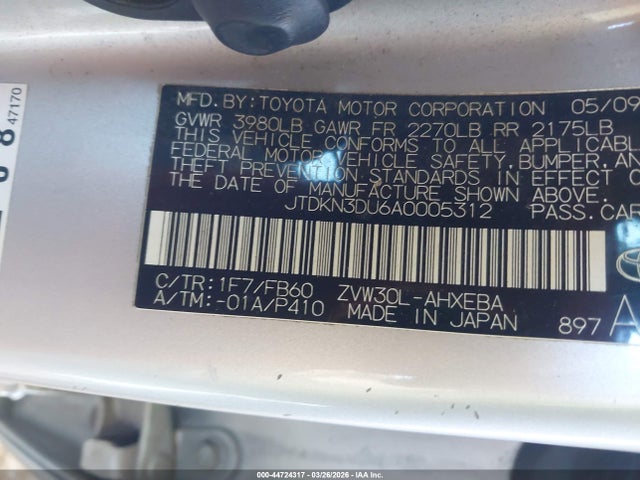 MFD. BY: TOYOTA MOTOR CORPORATION 05/09
GVWR 3980LB GAWR FR 2270LB RR 2175LB
THIS VEHICLE CONFORMS TO ALL APPLICABL
FEDERAL MOTOR VEHICLE SAFETY, BUMPER, AN
THEFT PREVENTION STANDARDS IN EFFECT O
THE DATE OF MANUFACTURE SHOWN ABOVE.
JTDKN3DU6A0005312 PASS. CAR
C/TR: 1F7/FB60 ZVW30L-AHXEBA
A/TM: -01A/P410 MADE IN JAPAN 897 A
47170
000-44724317 | 03/26/2026 | IAA Inc.